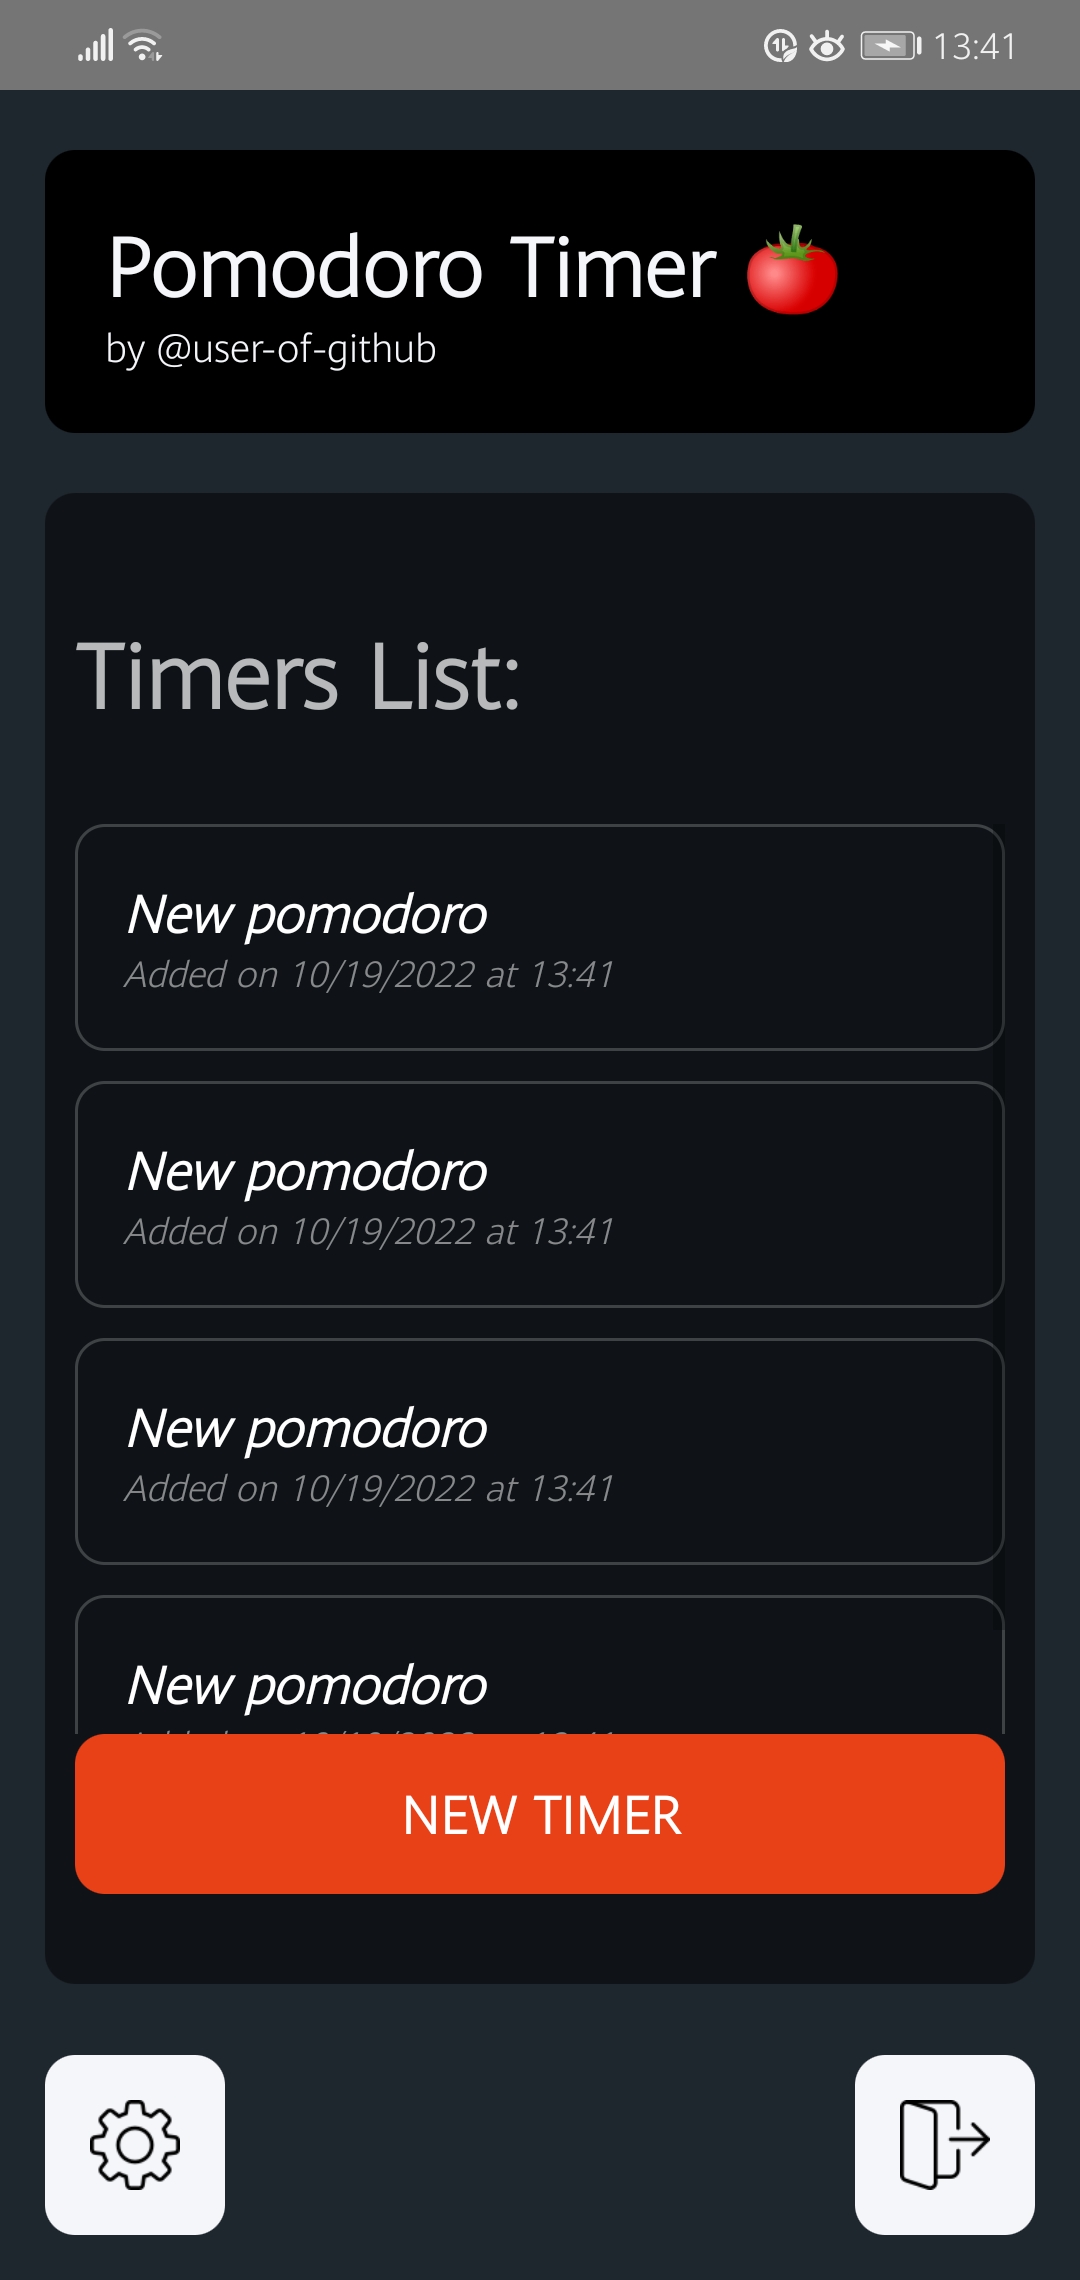 13:41
Pomodoro Timer
by @user-of-github
Timers List:
New pomodoro
Added on 10/19/2022 at 13:41
New pomodoro
Added on 10/19/2022 at 13:41
New pomodoro
Added on 10/19/2022 at 13:41
New pomodoro
NEW TIMER